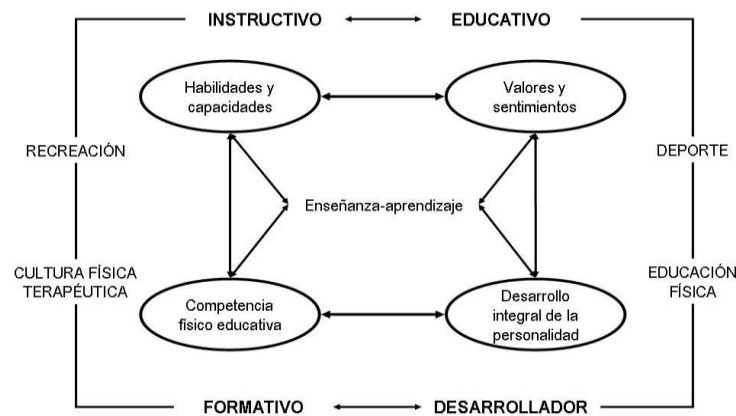 INSTRUCTIVO
EDUCATIVO
Habilidades y
capacidades
Valores y
sentimientos
RECREACIÓN
DEPORTE
Enseñanza-aprendizaje
CULTURA FÍSICA
TERAPÉUTICA
EDUCACIÓN
FÍSICA
Competencia
físico educativa
Desarrollo
integral de la
personalidad
FORMATIVO
DESARROLLADOR